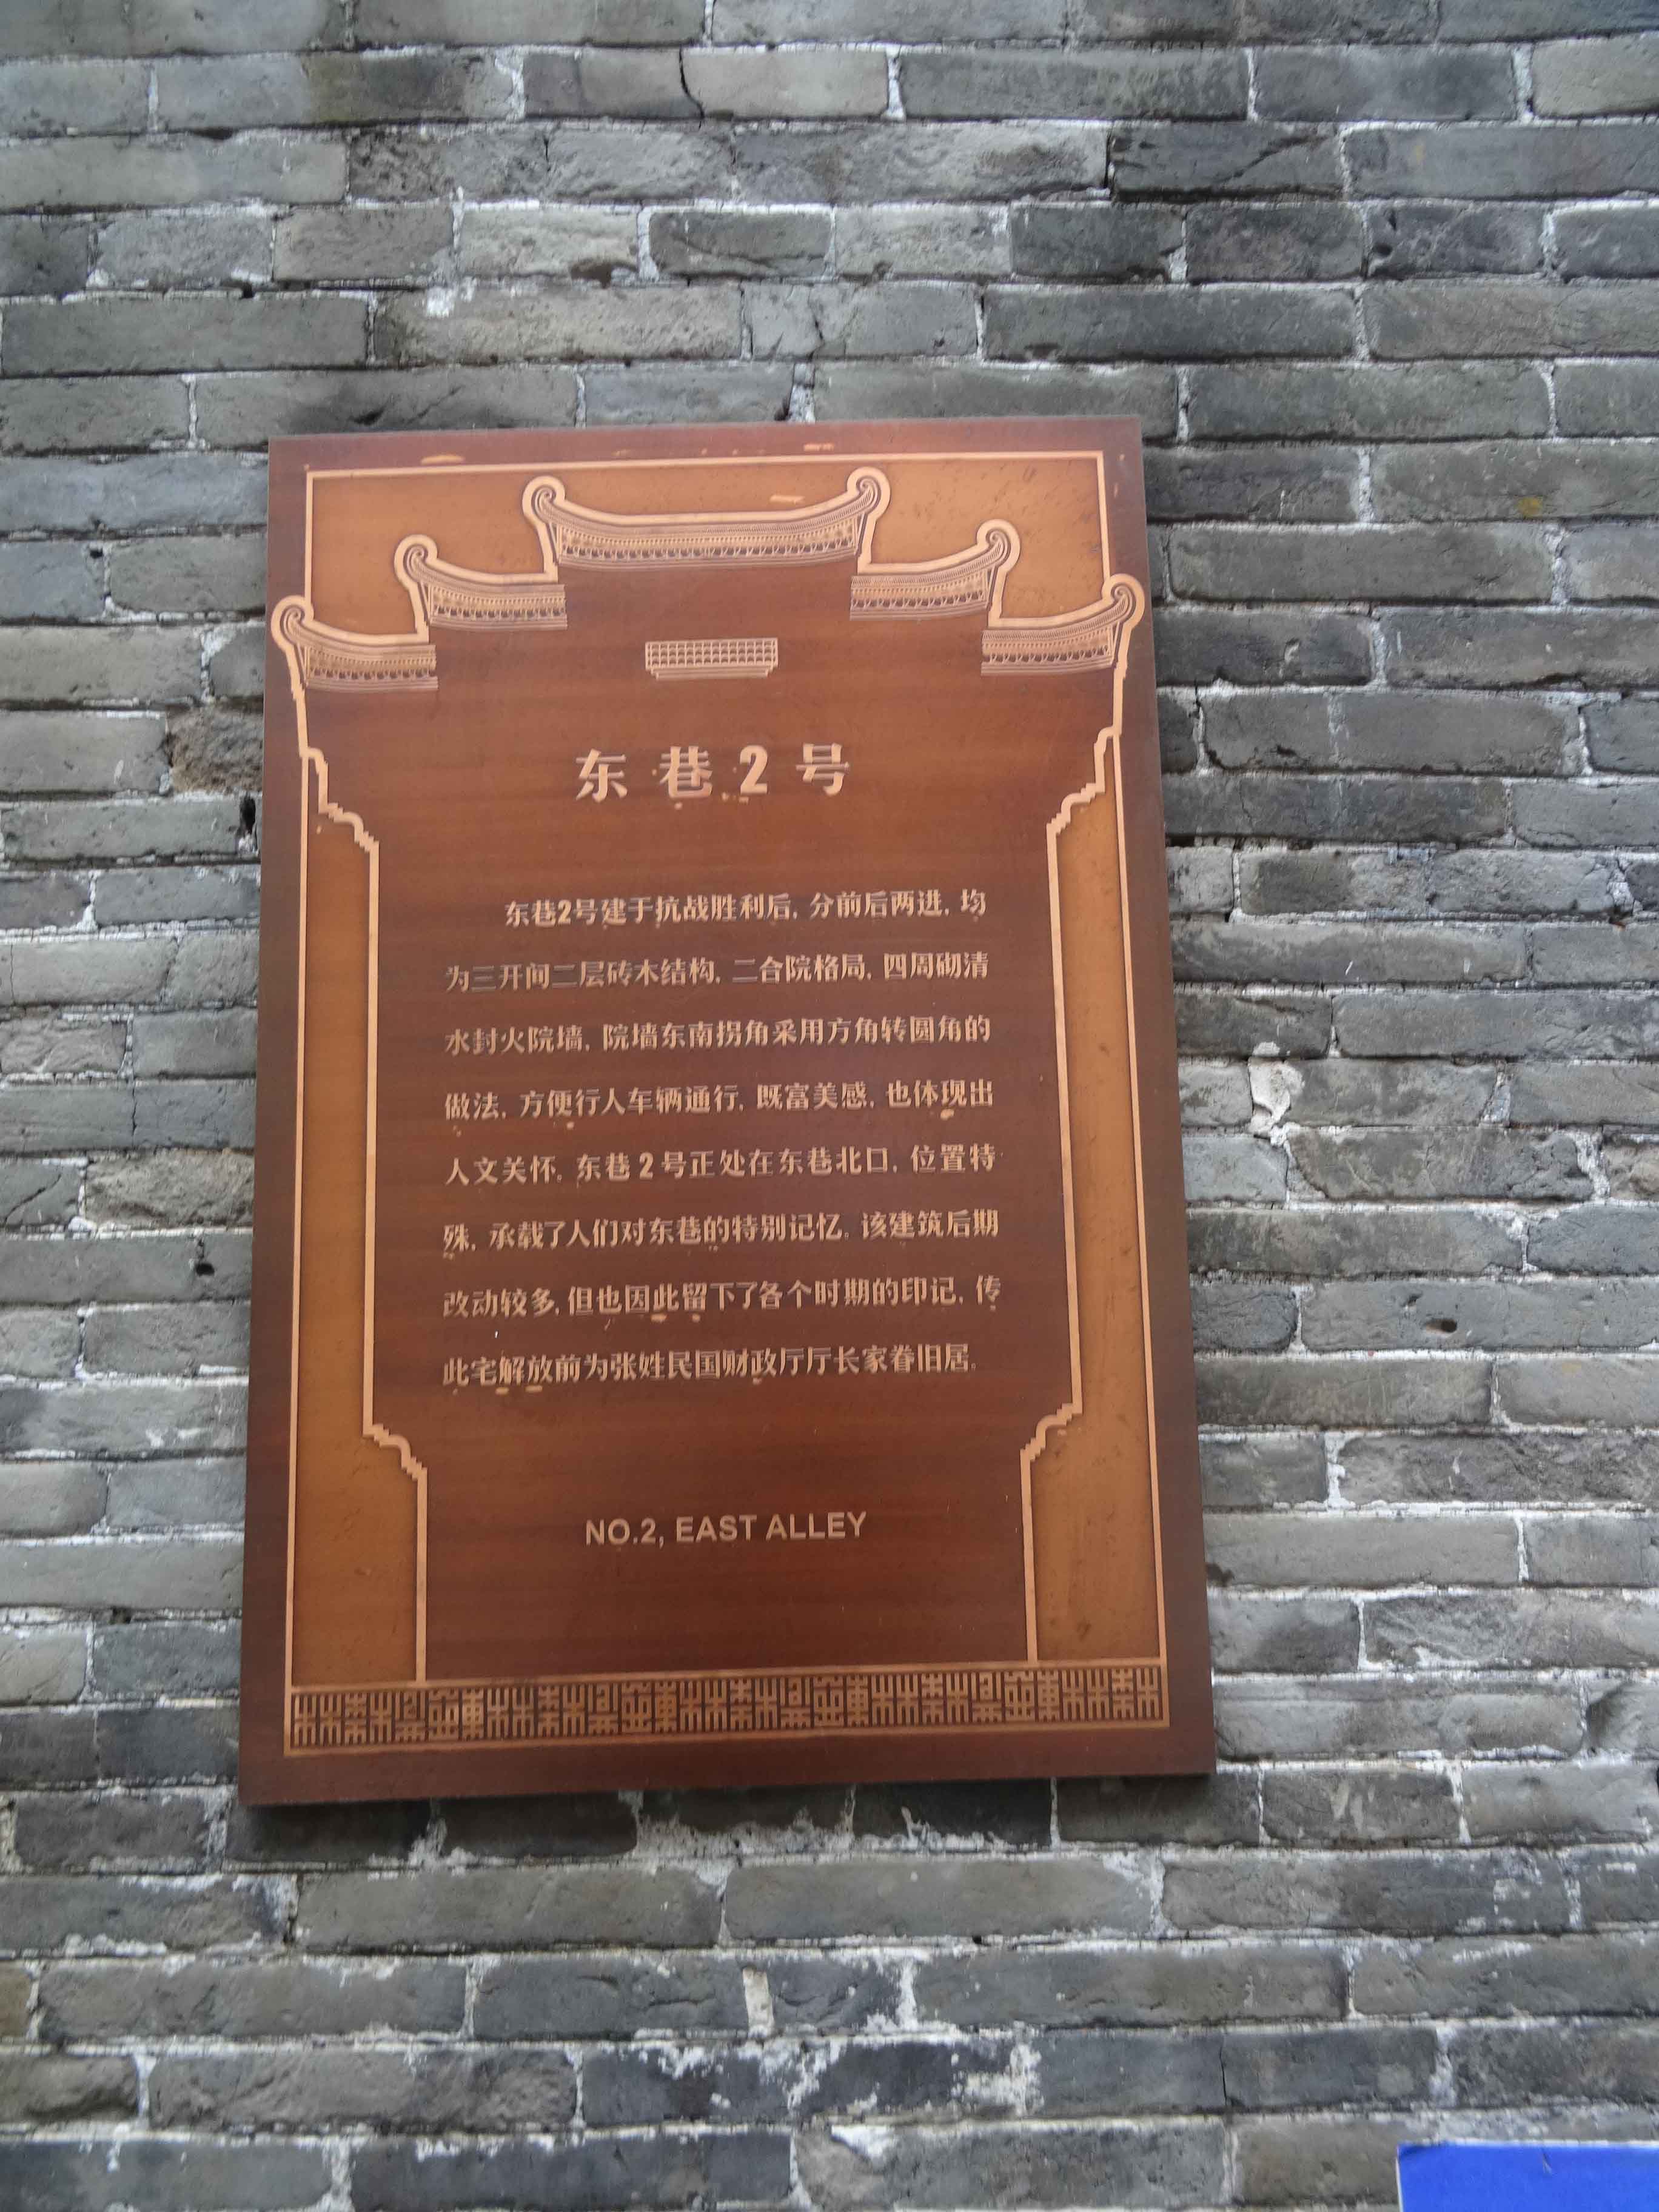 东巷2号
东巷2号建于抗战胜利后,分前后两进,均
为三开间二层砖木结构,二合院格局,四周砌清
水封火院墙,院墙东南拐角采用方角转圆角的
做法,方便行人车辆通行,既富美感,也体现出
人文关怀。东巷2号正处在东巷北口,位置特
殊,承载了人们对东巷的特别记忆。该建筑后期
改动较多,但也因此留下了各个时期的印记,传
此宅解放前为张姓民国财政厅厅长家眷旧居。
NO.2, EAST ALLEY